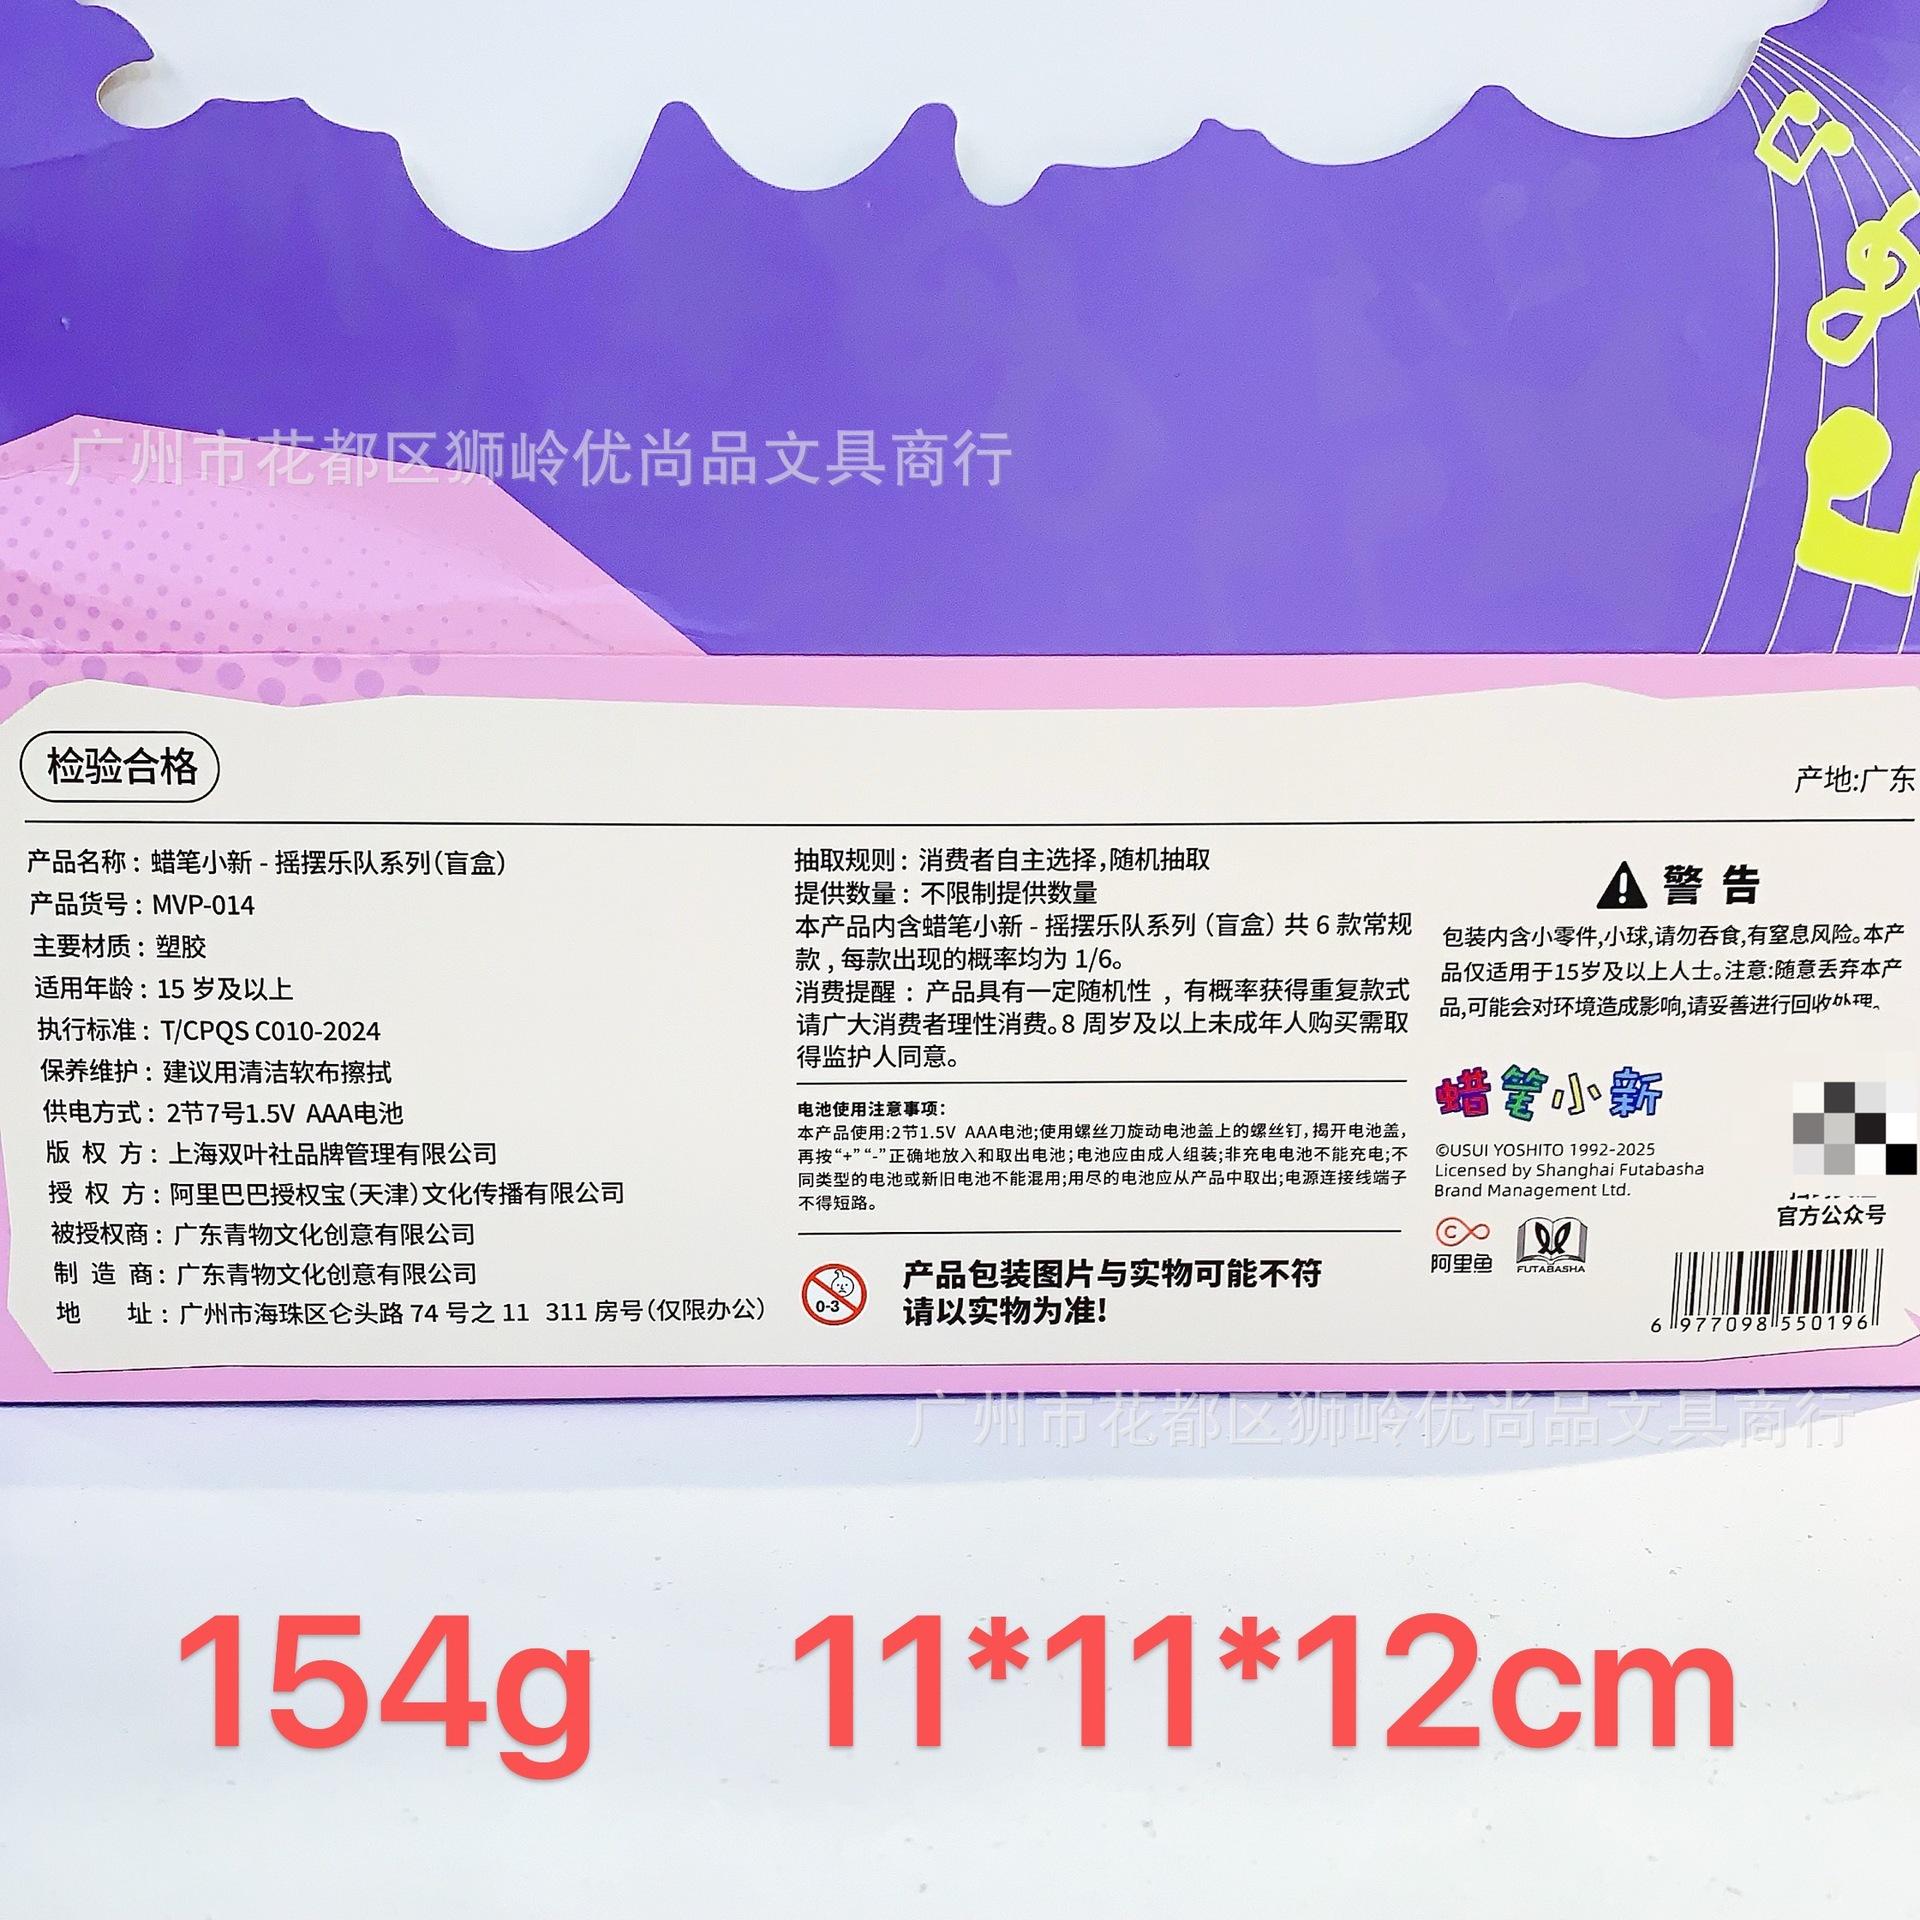 广州市花都区狮岭优尚品文具商行
检验合格
产地:广东
产品名称: 蜡笔小新 - 摇摆乐队系列(盲盒)
产品货号: MVP-014
主要材质: 塑胶
适用年龄: 15 岁及以上
执行标准: T/CPQS C010-2024
保养维护: 建议用清洁软布擦拭
供电方式: 2节7号1.5V AAA电池
版 权 方: 上海双叶社品牌管理有限公司
授 权 方: 阿里巴巴授权宝(天津)文化传播有限公司
被授权商: 广东青物文化创意有限公司
制 造 商: 广东青物文化创意有限公司
地 址: 广州市海珠区仑头路 74 号之 11 311 房号(仅限办公)
抽取规则: 消费者自主选择,随机抽取
提供数量: 不限制提供数量
本产品内含蜡笔小新 - 摇摆乐队系列 (盲盒) 共 6 款常规
款 , 每款出现的概率均为 1/6。
消费提醒 : 产品具有一定随机性 , 有概率获得重复款式
请广大消费者理性消费。8 周岁及以上未成年人购买需取
得监护人同意。
电池使用注意事项:
本产品使用:2节1.5V AAA电池;使用螺丝刀旋动电池盖上的螺丝钉, 揭开电池盖,
再按“+”“-”正确地放入和取出电池; 电池应由成人组装;非充电电池不能充电;不
同类型的电池或新旧电池不能混用;用尽的电池应从产品中取出;电源连接线端子
不得短路。
0-3
产品包装图片与实物可能不符
请以实物为准!
警 告
包装内含小零件,小球,请勿吞食,有窒息风险。本产
品仅适用于15岁及以上人士。注意:随意丢弃本产
品,可能会对环境造成影响,请妥善进行回收处理。
蜡笔小新
©USUI YOSHITO 1992-2025
Licensed by Shanghai Futabasha
Brand Management Ltd.
阿里鱼
FUTABASHA
官方公众号
6 977098 550196
广州市花都区狮岭优尚品文具商行
154g 11*11*12cm